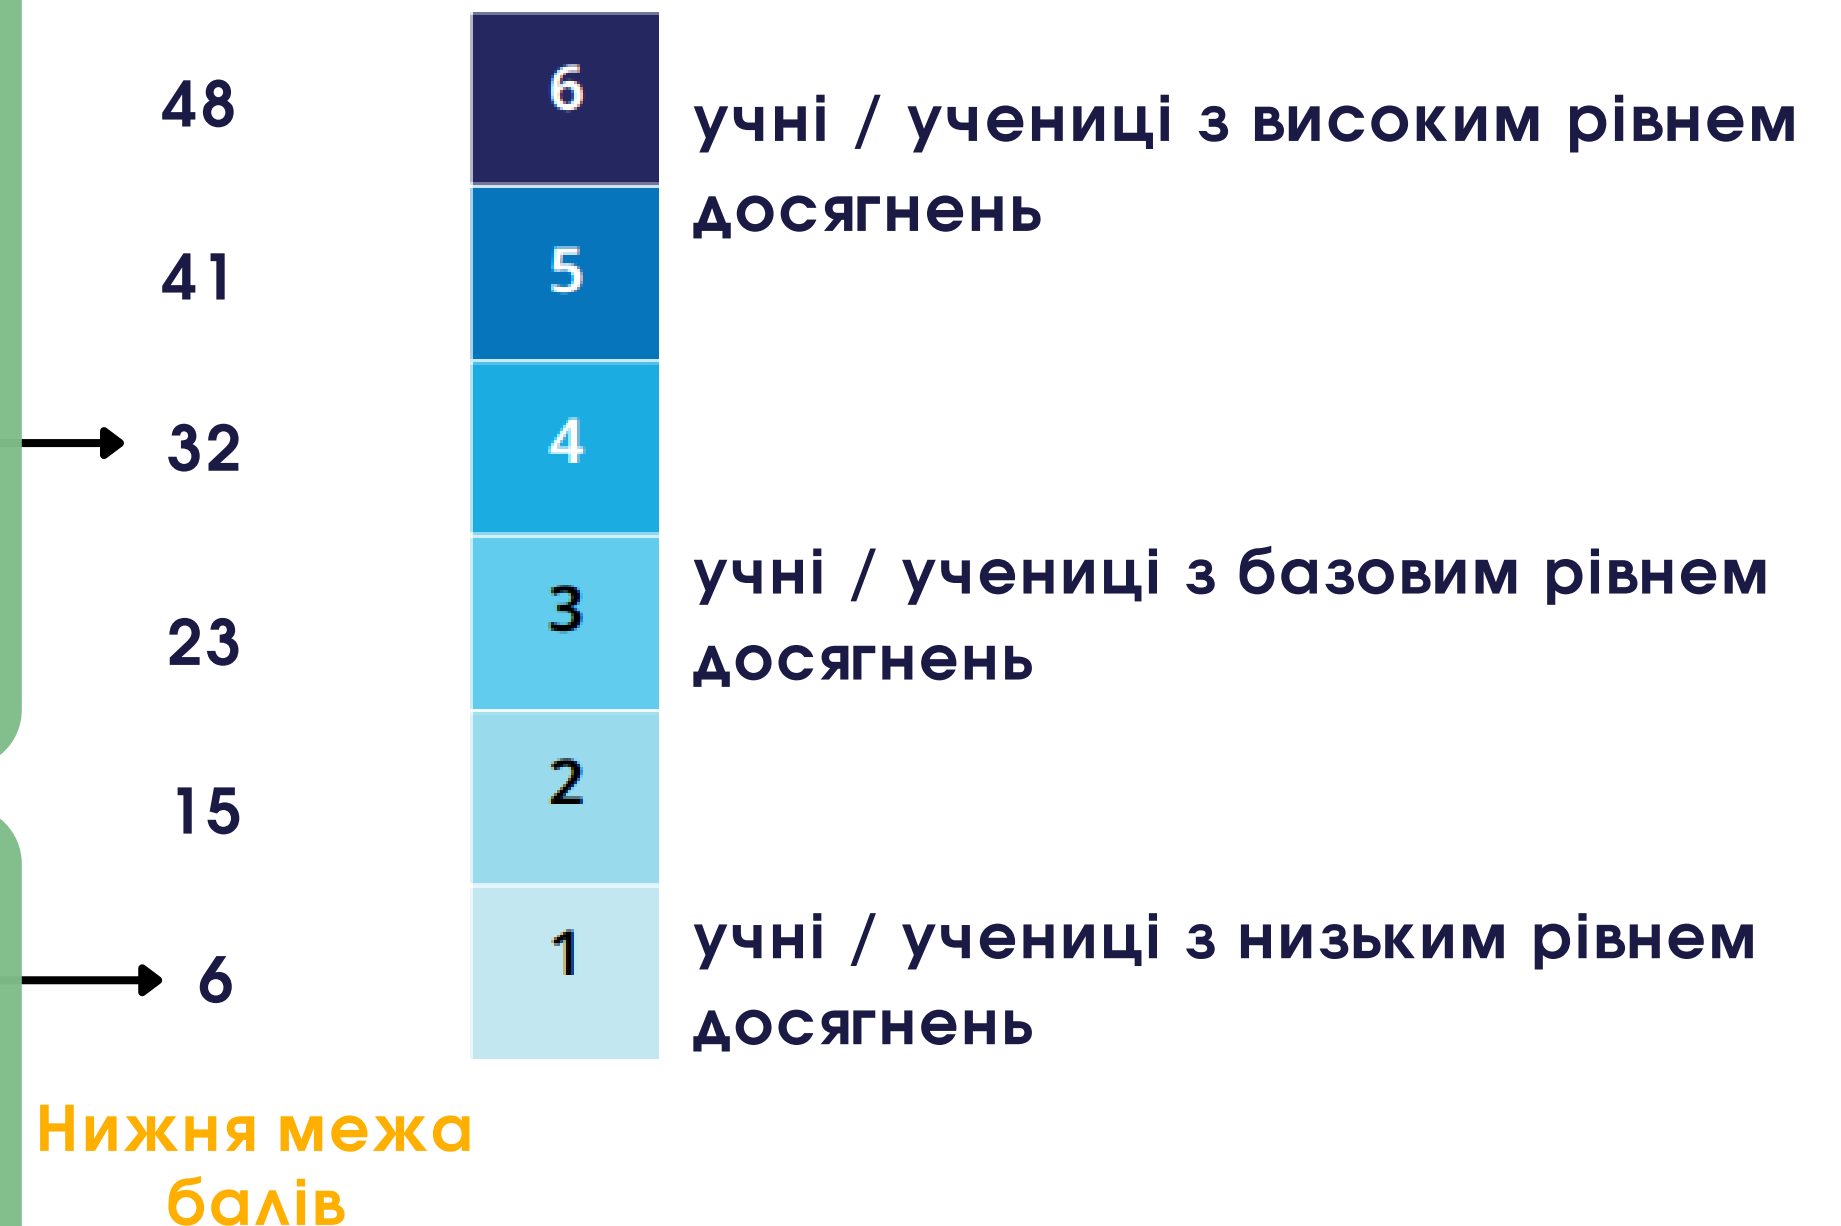 48
6
учні / учениці з високим рівнем
досягнень
41
5
32
4
23
3
учні / учениці з базовим рівнем
досягнень
15
2
6
1
учні / учениці з низьким рівнем
досягнень
Нижня межа
балів